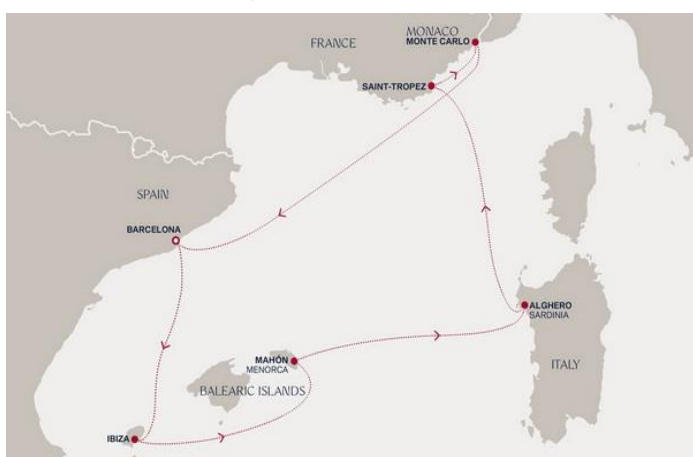 MONACO
MONTE CARLO
FRANCE
SAINT-TROPEZ
SPAIN
BARCELONA
ALGHERO
SARDINIA
MAHÓN
MENORCA
ITALY
BALEARIC ISLANDS
IBIZA